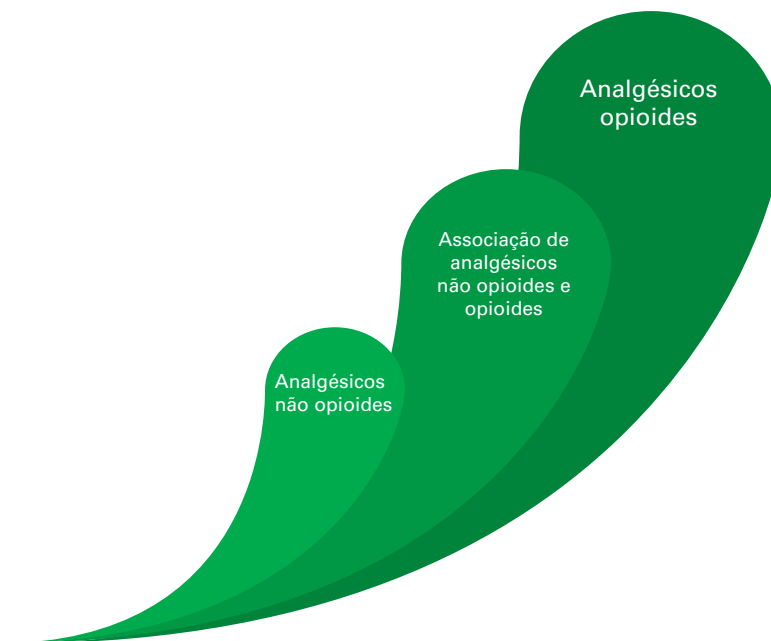 Analgésicos
opioides
Associação de
analgésicos
não opioides e
opioides
Analgésicos
não opioides